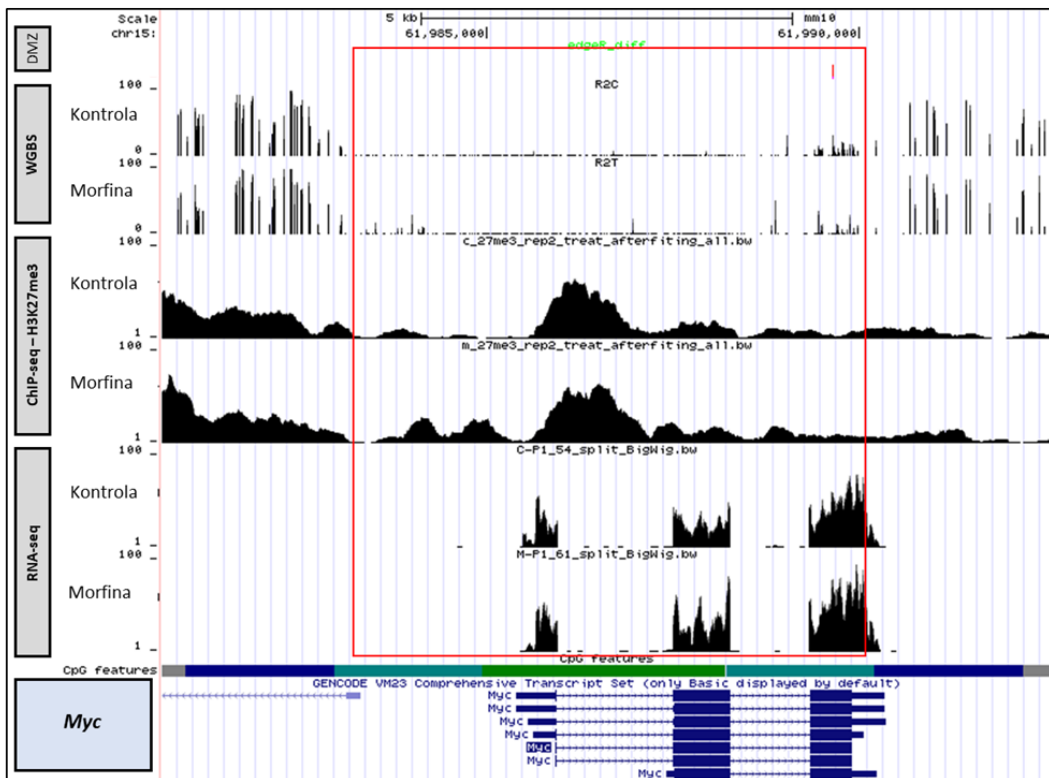 Scale 5 kb mm10
chr15: 61,985,000 61,990,000
DMZ
edgeR_diff
WGBS
100
R2C
Kontrola
0
100
R2T
Morfina
0
ChIP-seq – H3K27me3
100
c_27me3_rep2_treat_afterfiting_all.bw
Kontrola
1
100
m_27me3_rep2_treat_afterfiting_all.bw
Morfina
1
RNA-seq
100
C-P1_54_split_BigWig.bw
Kontrola
1
100
M-P1_61_split_BigWig.bw
Morfina
1
CpG features
CpG features
GENCODE VM23 Comprehensive Transcript Set (only Basic displayed by default)
Myc
Myc
Myc
Myc
Myc
Myc
Myc
Myc